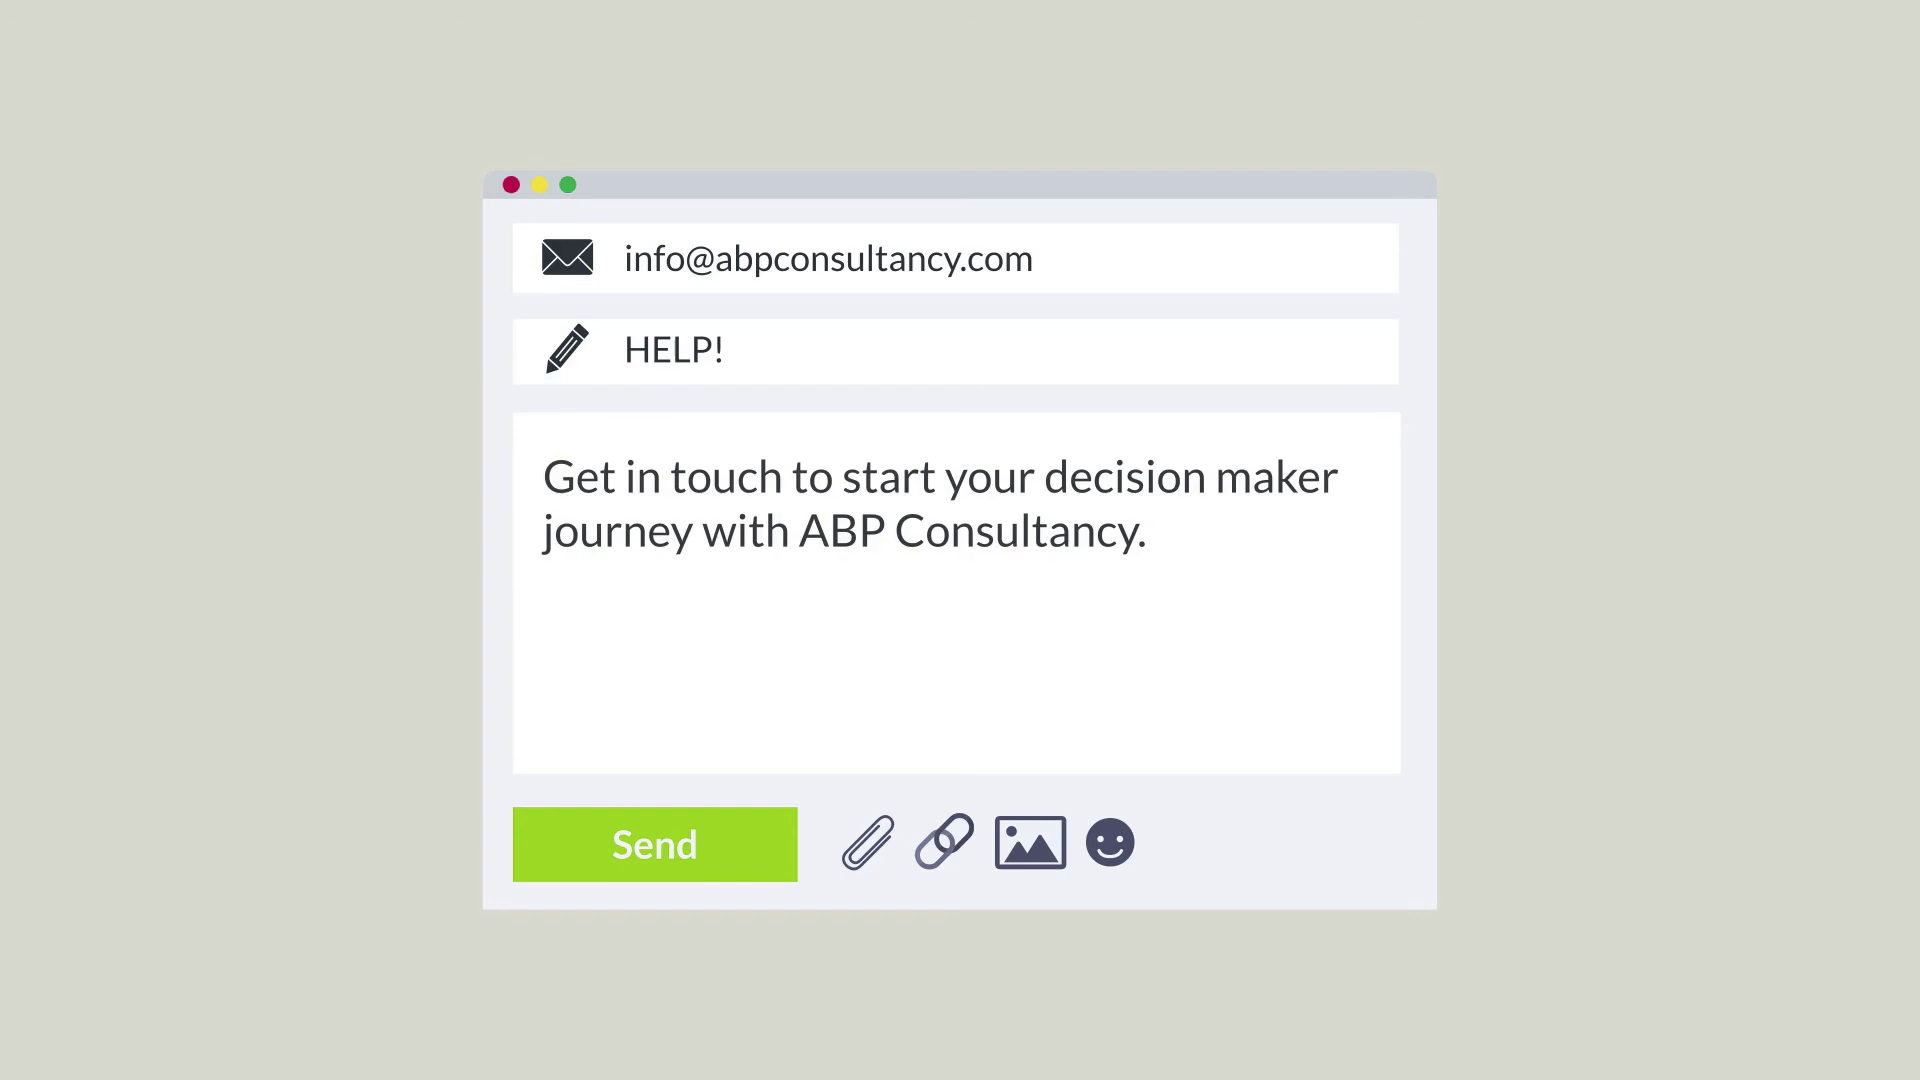 info@abpconsultancy.com
HELP!
Get in touch to start your decision maker
journey with ABP Consultancy.
Send